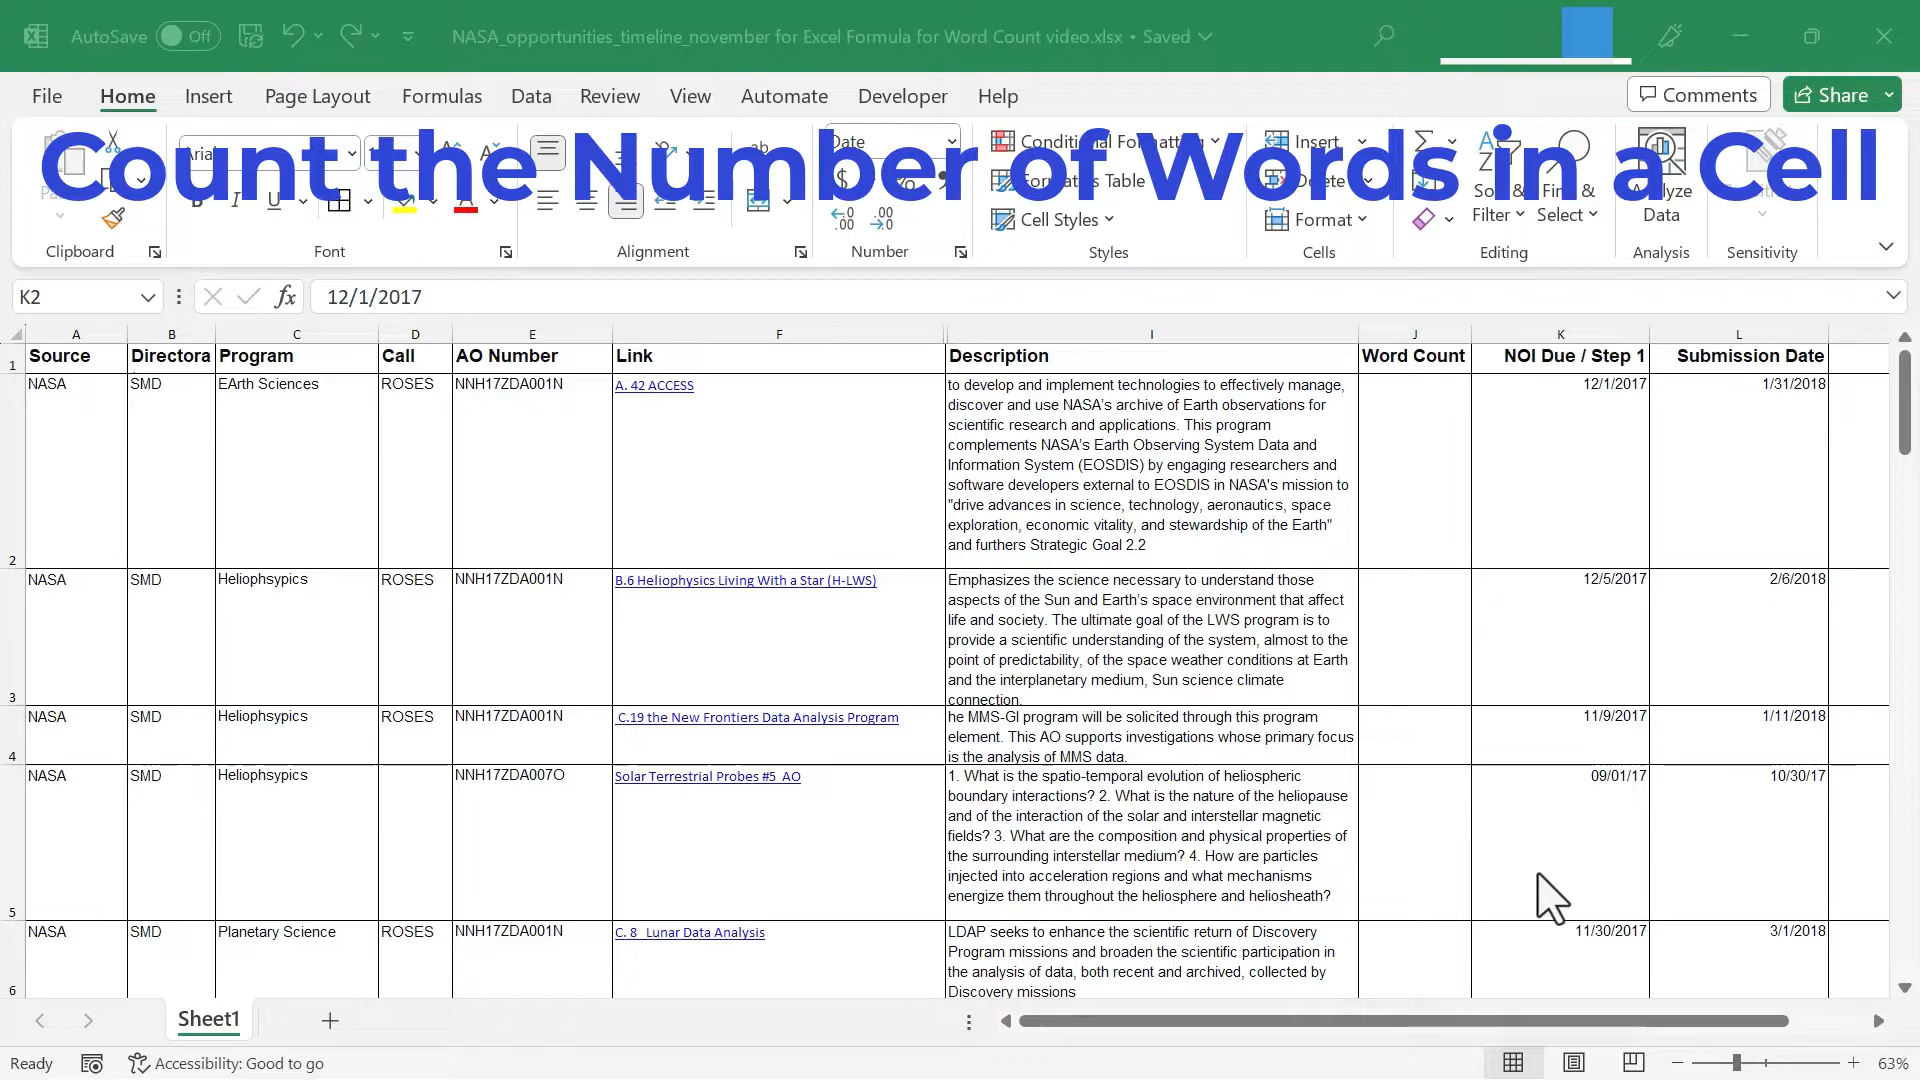 AutoSave Off NASA_opportunities_timeline_november for Excel Formula for Word Count video.xlsx • Saved
File Home Insert Page Layout Formulas Data Review View Automate Developer Help Comments Share
Count the Number of Words in a Cell
Arial Date Conditional Formatting Insert
Format as Table Delete Sort & Find & Analyze
Cell Styles Format Filter Select Data
Clipboard Font Alignment Number Styles Cells Editing Analysis Sensitivity
K2 fx 12/1/2017
A B C D E F I J K L
1 Source Directora Program Call AO Number Link Description Word Count NOI Due / Step 1 Submission Date
NASA SMD EArth Sciences ROSES NNH17ZDA001N A. 42 ACCESS to develop and implement technologies to effectively manage, 12/1/2017 1/31/2018
discover and use NASA’s archive of Earth observations for
scientific research and applications. This program
complements NASA’s Earth Observing System Data and
Information System (EOSDIS) by engaging researchers and
software developers external to EOSDIS in NASA's mission to
"drive advances in science, technology, aeronautics, space
exploration, economic vitality, and stewardship of the Earth"
and furthers Strategic Goal 2.2
2
NASA SMD Heliophsypics ROSES NNH17ZDA001N B.6 Heliophysics Living With a Star (H-LWS) Emphasizes the science necessary to understand those 12/5/2017 2/6/2018
aspects of the Sun and Earth’s space environment that affect
life and society. The ultimate goal of the LWS program is to
provide a scientific understanding of the system, almost to the
point of predictability, of the space weather conditions at Earth
and the interplanetary medium, Sun science climate
3 connection.
NASA SMD Heliophsypics ROSES NNH17ZDA001N C.19 the New Frontiers Data Analysis Program he MMS-GI program will be solicited through this program 11/9/2017 1/11/2018
element. This AO supports investigations whose primary focus
4 is the analysis of MMS data.
NASA SMD Heliophsypics NNH17ZDA007O Solar Terrestrial Probes #5 AO 1. What is the spatio-temporal evolution of heliospheric 09/01/17 10/30/17
boundary interactions? 2. What is the nature of the heliopause
and of the interaction of the solar and interstellar magnetic
fields? 3. What are the composition and physical properties of
the surrounding interstellar medium? 4. How are particles
injected into acceleration regions and what mechanisms
energize them throughout the heliosphere and heliosheath?
5
NASA SMD Planetary Science ROSES NNH17ZDA001N C. 8 Lunar Data Analysis LDAP seeks to enhance the scientific return of Discovery 11/30/2017 3/1/2018
Program missions and broaden the scientific participation in
the analysis of data, both recent and archived, collected by
6 Discovery missions
Sheet1
Ready Accessibility: Good to go 63%